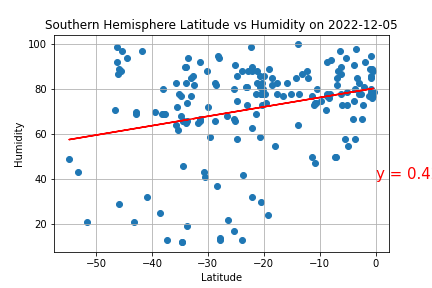 Southern Hemisphere Latitude vs Humidity on 2022-12-05
100
80
60
40
20
Humidity
y = 0.4
−50 −40 −30 −20 −10 0
Latitude